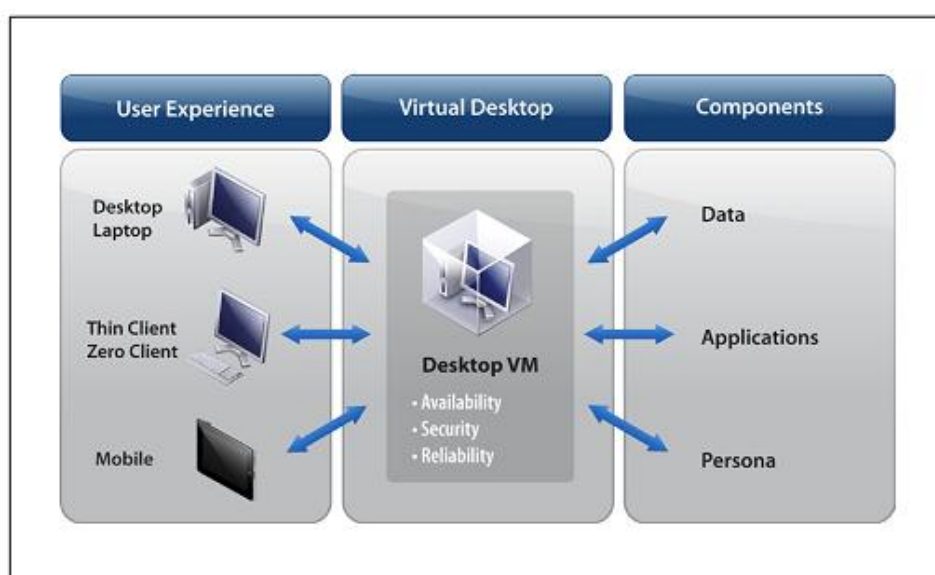 User Experience
Virtual Desktop
Components
Desktop
Laptop
Thin Client
Zero Client
Mobile
Desktop VM
• Availability
• Security
• Reliability
Data
Applications
Persona